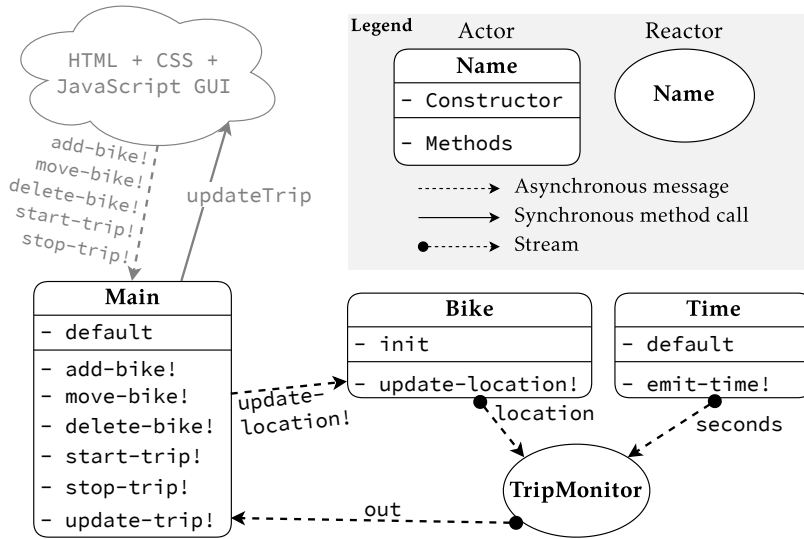 HTML + CSS +
JavaScript GUI
Legend
Actor
Name
- Constructor
- Methods
Reactor
Name
Asynchronous message
Synchronous method call
Stream
add-bike!
move-bike!
delete-bike!
start-trip!
stop-trip!
updateTrip
Main
- default
- add-bike!
- move-bike!
- delete-bike!
- start-trip!
- stop-trip!
- update-trip!
update-
location!
Bike
- init
- update-location!
Time
- default
- emit-time!
location
seconds
TripMonitor
out